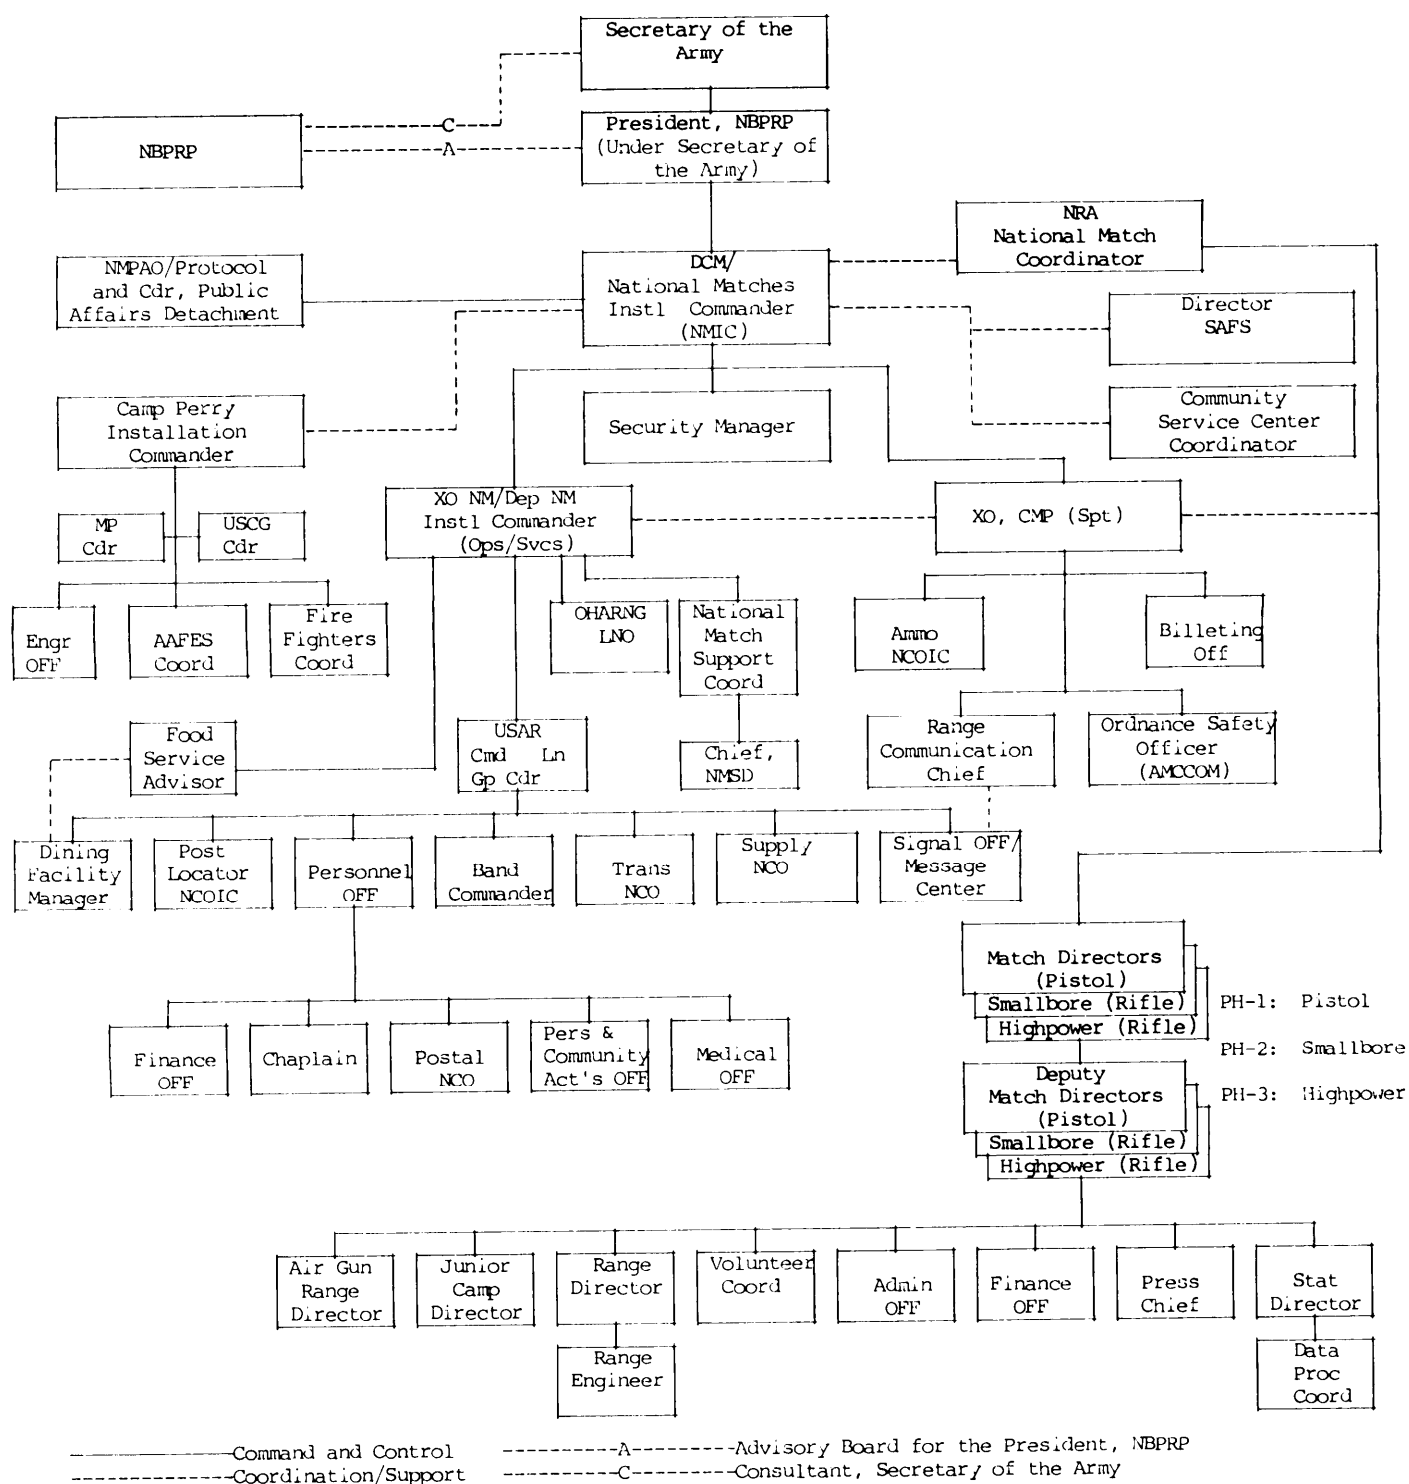 Secretary of the
Army
C
NBPRP
A
President, NBPRP
(Under Secretary of
the Army)
NRA
National Match
Coordinator
NMPAO/Protocol
and Cdr, Public
Affairs Detachment
DCM/
National Matches
Instl Commander
(NMIC)
Director
SAFS
Camp Perry
Installation
Commander
Security Manager
Community
Service Center
Coordinator
XO NM/Dep NM
Instl Commander
(Ops/Svcs)
XO, CMP (Spt)
MP
Cdr
USCG
Cdr
Engr
OFF
AAFES
Coord
Fire
Fighters
Coord
OHARNG
LNO
National
Match
Support
Coord
Ammo
NCOIC
Billeting
Off
Food
Service
Advisor
USAR
Cmd Ln
Gp Cdr
Chief,
NMSD
Range
Communication
Chief
Ordnance Safety
Officer
(AMCCOM)
Dining
Facility
Manager
Post
Locator
NCOIC
Personnel
OFF
Band
Commander
Trans
NCO
Supply
NCO
Signal OFF/
Message
Center
Match Directors
(Pistol)
Smallbore (Rifle)
Highpower (Rifle)
PH-1: Pistol
PH-2: Smallbore
PH-3: Highpower
Finance
OFF
Chaplain
Postal
NCO
Pers &
Community
Act's OFF
Medical
OFF
Deputy
Match Directors
(Pistol)
Smallbore (Rifle)
Highpower (Rifle)
Air Gun
Range
Director
Junior
Camp
Director
Range
Director
Volunteer
Coord
Admin
OFF
Finance
OFF
Press
Chief
Stat
Director
Range
Engineer
Data
Proc
Coord
Command and Control
A Advisory Board for the President, NBPRP
Coordination/Support
C Consultant, Secretary of the Army